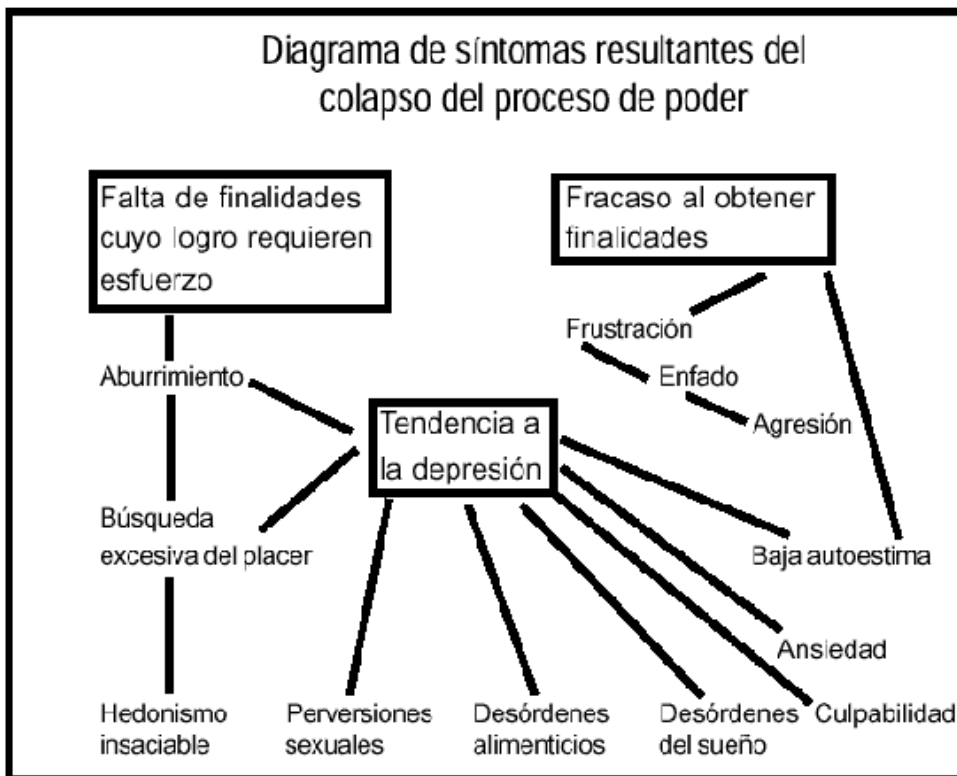 Diagrama de síntomas resultantes del
colapso del proceso de poder
Falta de finalidades
cuyo logro requieren
esfuerzo
Fracaso al obtener
finalidades
Frustración
Aburrimiento
Enfado
Agresión
Tendencia a
la depresión
Búsqueda
excesiva del placer
Baja autoestima
Ansiedad
Hedonismo
insaciable
Perversiones
sexuales
Desórdenes
alimenticios
Desórdenes
del sueño
Culpabilidad